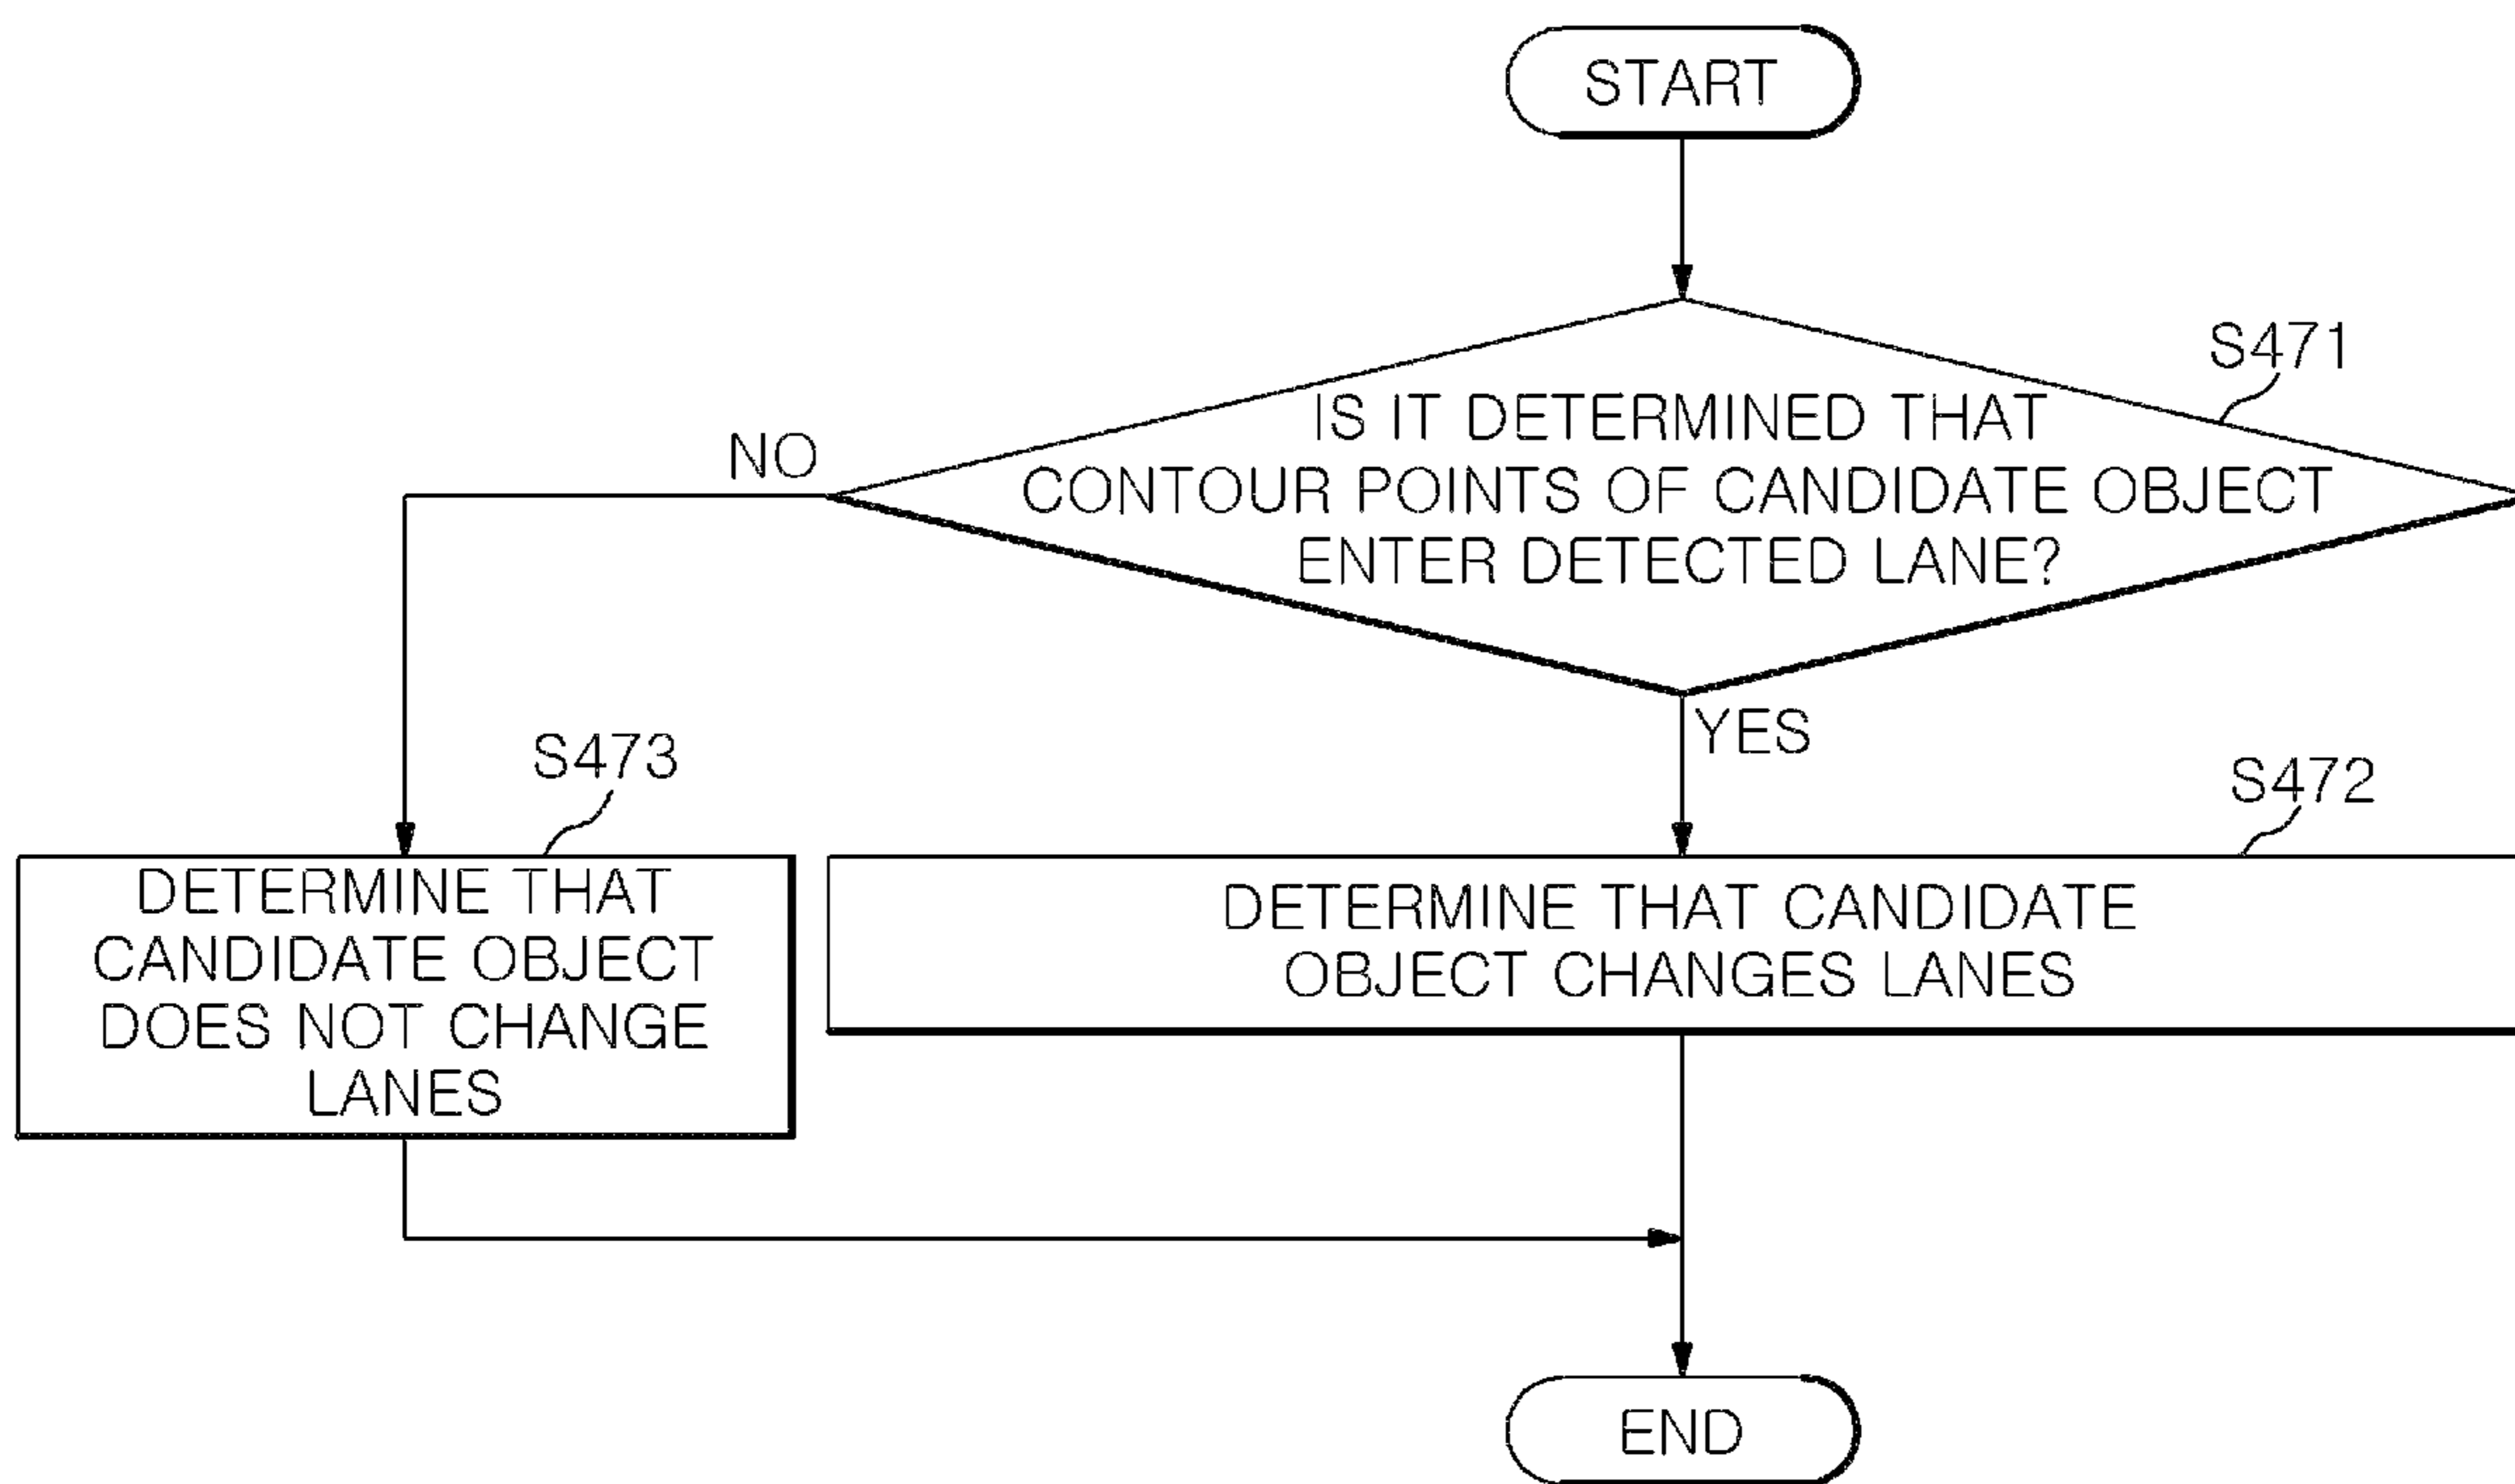 START
S471
IS IT DETERMINED THAT
CONTOUR POINTS OF CANDIDATE OBJECT
ENTER DETECTED LANE?
NO
YES
S473
DETERMINE THAT
CANDIDATE OBJECT
DOES NOT CHANGE
LANES
S472
DETERMINE THAT CANDIDATE
OBJECT CHANGES LANES
END